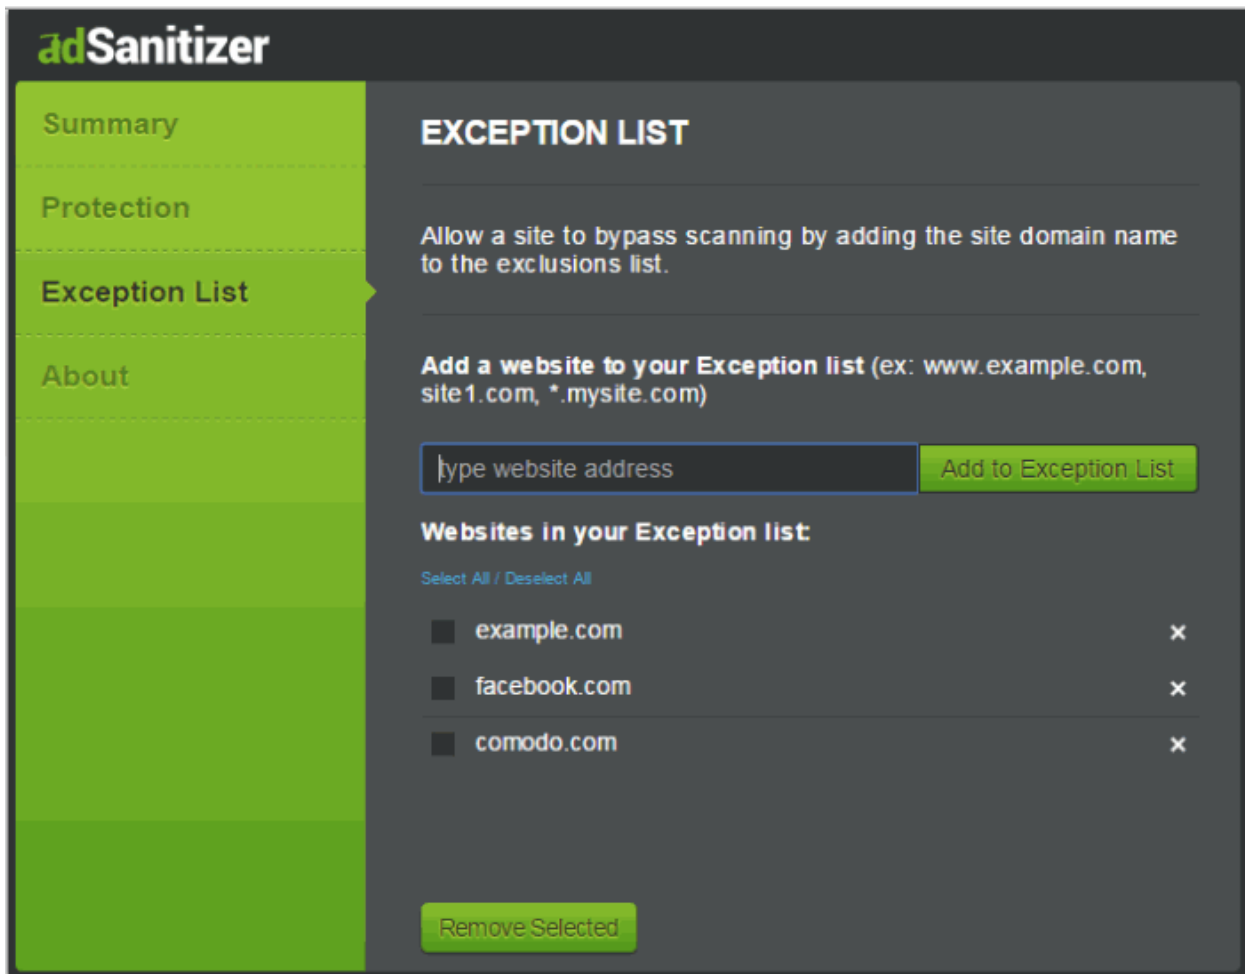 adSanitizer
Summary
Protection
Exception List
About
EXCEPTION LIST
Allow a site to bypass scanning by adding the site domain name
to the exclusions list.
Add a website to your Exception list (ex: www.example.com,
site1.com, *.mysite.com)
type website address
Add to Exception List
Websites in your Exception list:
Select All / Deselect All
example.com
facebook.com
comodo.com
Remove Selected